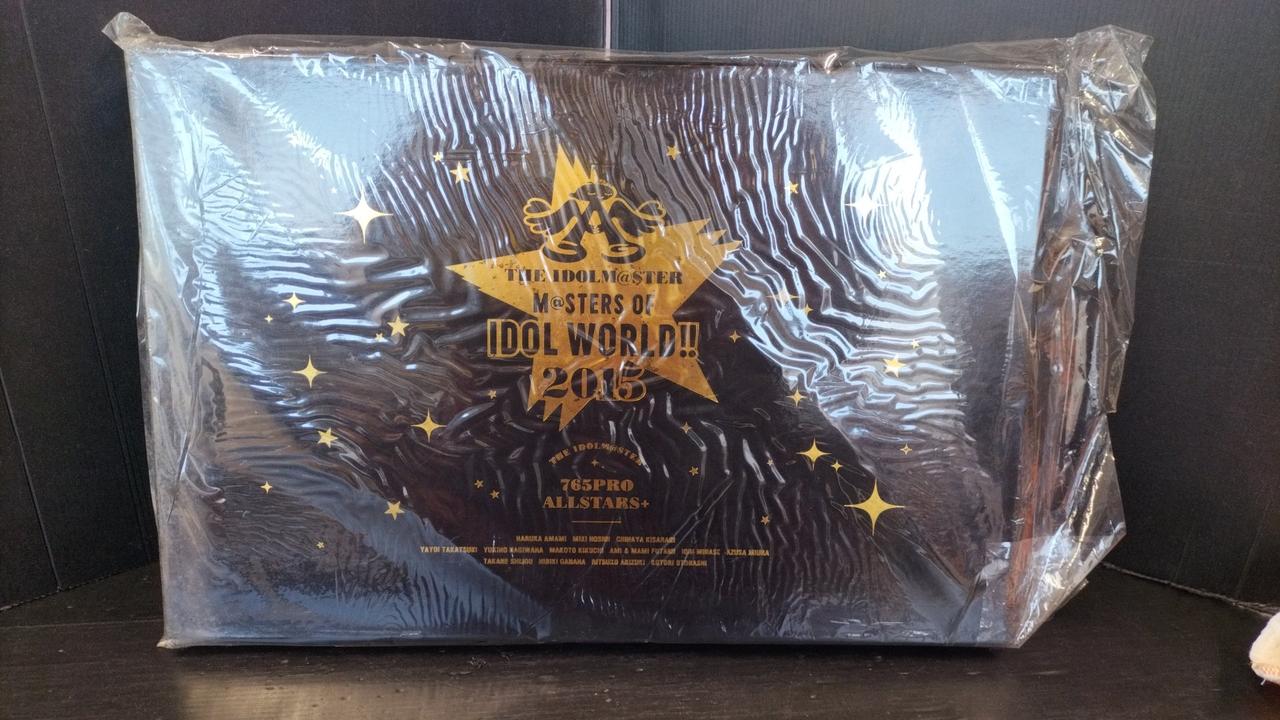 THE IDOLM@STER
M@STERS OF
IDOL WORLD!!
2015
THE IDOLM@STER
765PRO
ALLSTARS+
HARUKA AMAMI MIKI HOSHII CHIHAYA KISARAGI
YAYOI TAKATSUKI YUKIHO HAGIWARA MAKOTO KIKUCHI AMI & MAMI FUTAMI IORI MINASE AZUSA MIURA
TAKANE SHIJOU HIBIKI GANAHA RITSUKO AKIZUKI KOTORI OTONASHI